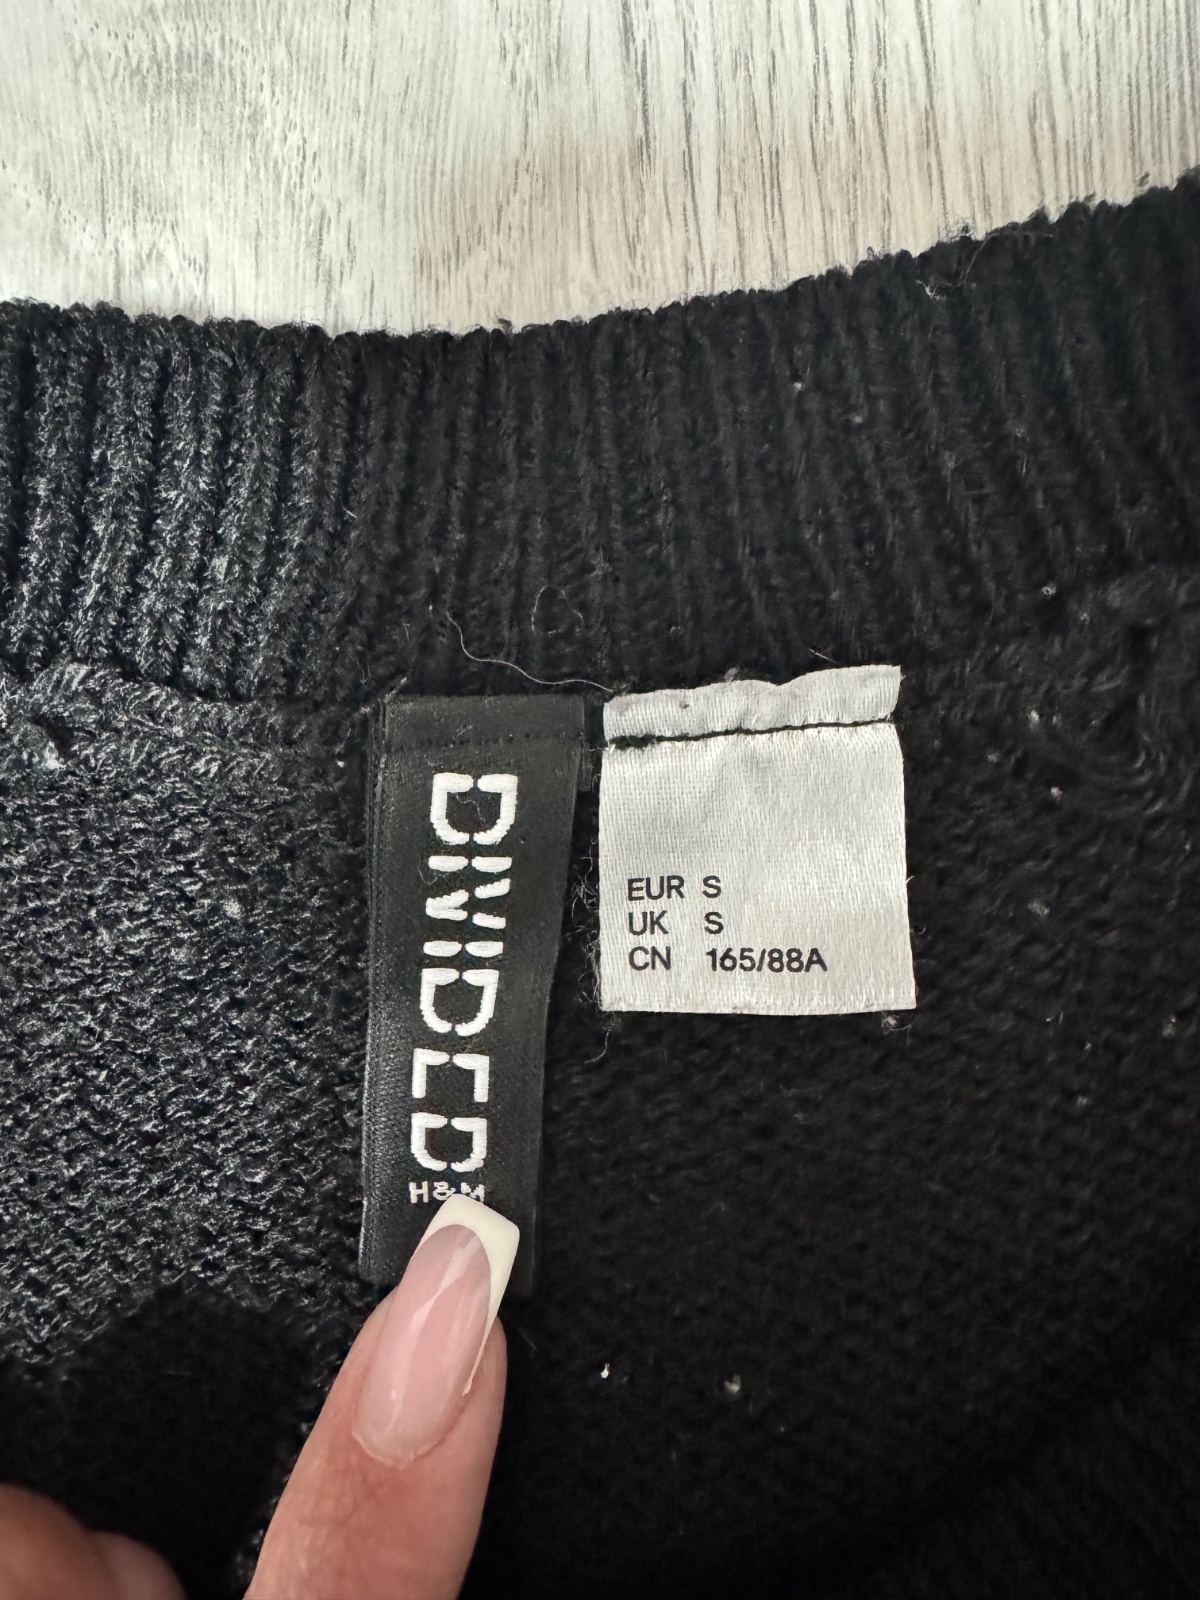 DIVIDED
H&M
EUR S
UK S
CN 165/88A